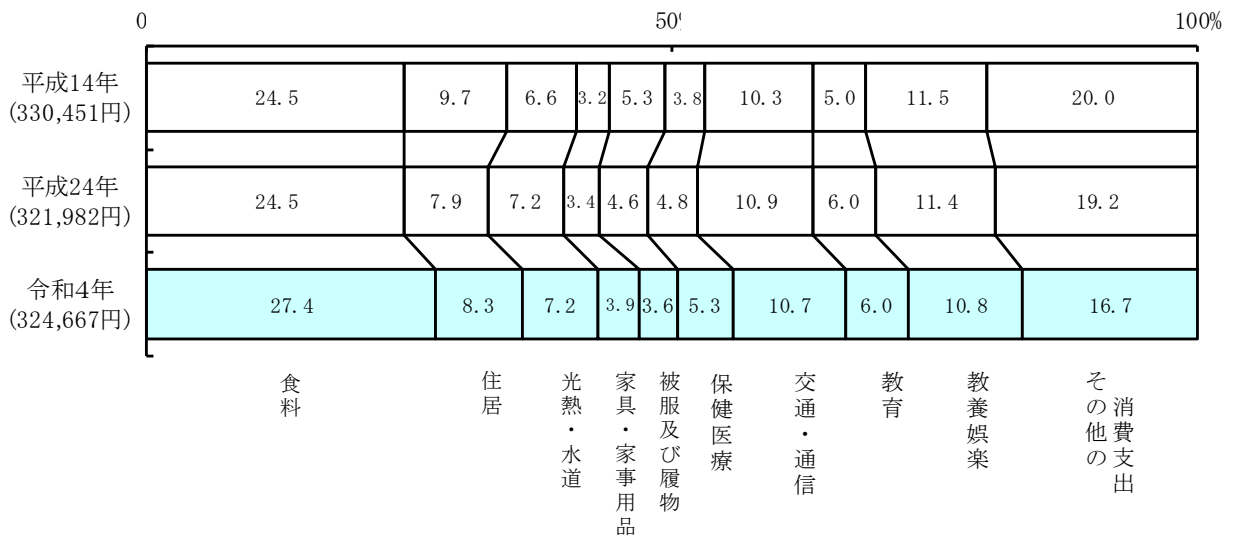 0 50% 100%
平成14年
(330,451円)
24.5 9.7 6.6 3.2 5.3 3.8 10.3 5.0 11.5 20.0
平成24年
(321,982円)
24.5 7.9 7.2 3.4 4.6 4.8 10.9 6.0 11.4 19.2
令和4年
(324,667円)
27.4 8.3 7.2 3.9 3.6 5.3 10.7 6.0 10.8 16.7
食料
住居
光熱・水道
家具・家事用品
被服及び履物
保健医療
交通・通信
教育
教養娯楽
その他の
消費支出